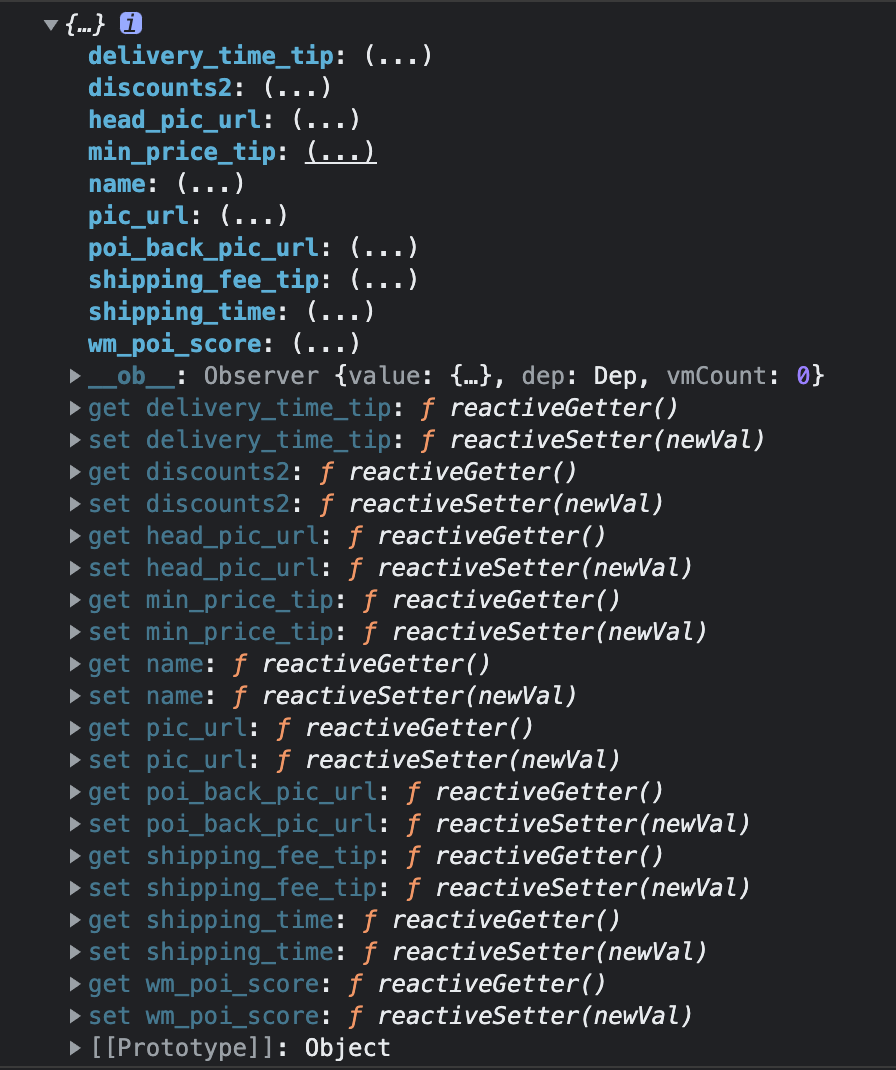 {…} i
delivery_time_tip: (...)
discounts2: (...)
head_pic_url: (...)
min_price_tip: (...)
name: (...)
pic_url: (...)
poi_back_pic_url: (...)
shipping_fee_tip: (...)
shipping_time: (...)
wm_poi_score: (...)
__ob__: Observer {value: {…}, dep: Dep, vmCount: 0}
get delivery_time_tip: ƒ reactiveGetter()
set delivery_time_tip: ƒ reactiveSetter(newVal)
get discounts2: ƒ reactiveGetter()
set discounts2: ƒ reactiveSetter(newVal)
get head_pic_url: ƒ reactiveGetter()
set head_pic_url: ƒ reactiveSetter(newVal)
get min_price_tip: ƒ reactiveGetter()
set min_price_tip: ƒ reactiveSetter(newVal)
get name: ƒ reactiveGetter()
set name: ƒ reactiveSetter(newVal)
get pic_url: ƒ reactiveGetter()
set pic_url: ƒ reactiveSetter(newVal)
get poi_back_pic_url: ƒ reactiveGetter()
set poi_back_pic_url: ƒ reactiveSetter(newVal)
get shipping_fee_tip: ƒ reactiveGetter()
set shipping_fee_tip: ƒ reactiveSetter(newVal)
get shipping_time: ƒ reactiveGetter()
set shipping_time: ƒ reactiveSetter(newVal)
get wm_poi_score: ƒ reactiveGetter()
set wm_poi_score: ƒ reactiveSetter(newVal)
[[Prototype]]: Object